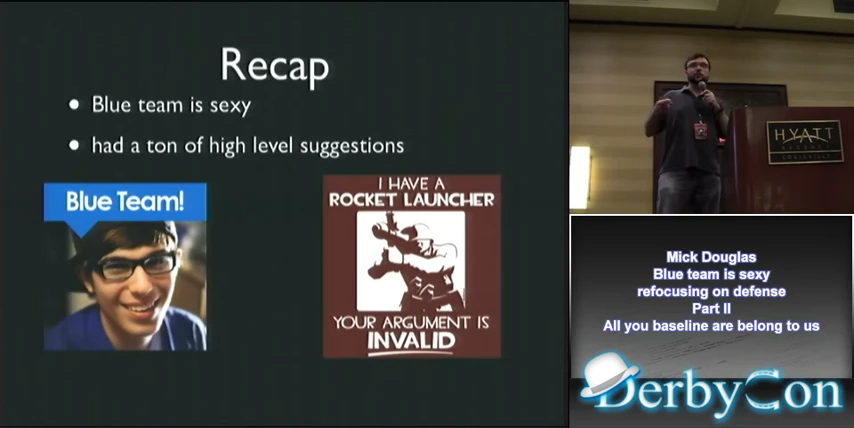 Recap
• Blue team is sexy
• had a ton of high level suggestions
Blue Team!
I HAVE A
ROCKET LAUNCHER
YOUR ARGUMENT IS
INVALID
HYATT
REGENCY
LOUISVILLE
Mick Douglas
Blue team is sexy
refocusing on defense
Part II
All you baseline are belong to us
DerbyCon